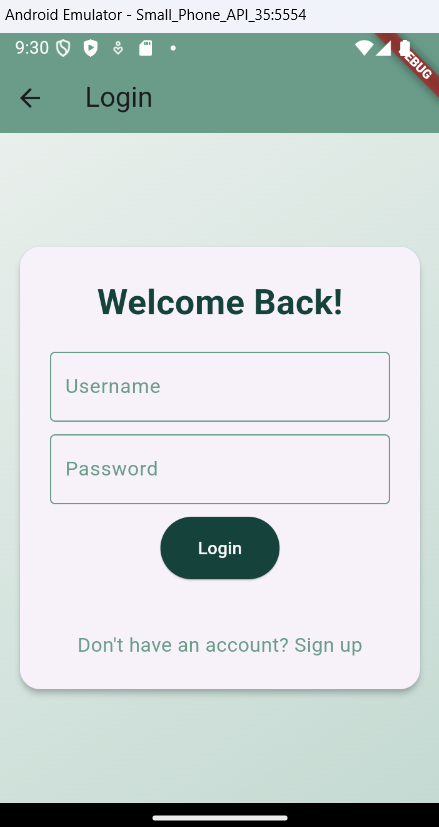 Android Emulator - Small_Phone_API_35:5554
9:30
DEBUG
Login
Welcome Back!
Username
Password
Login
Don't have an account? Sign up